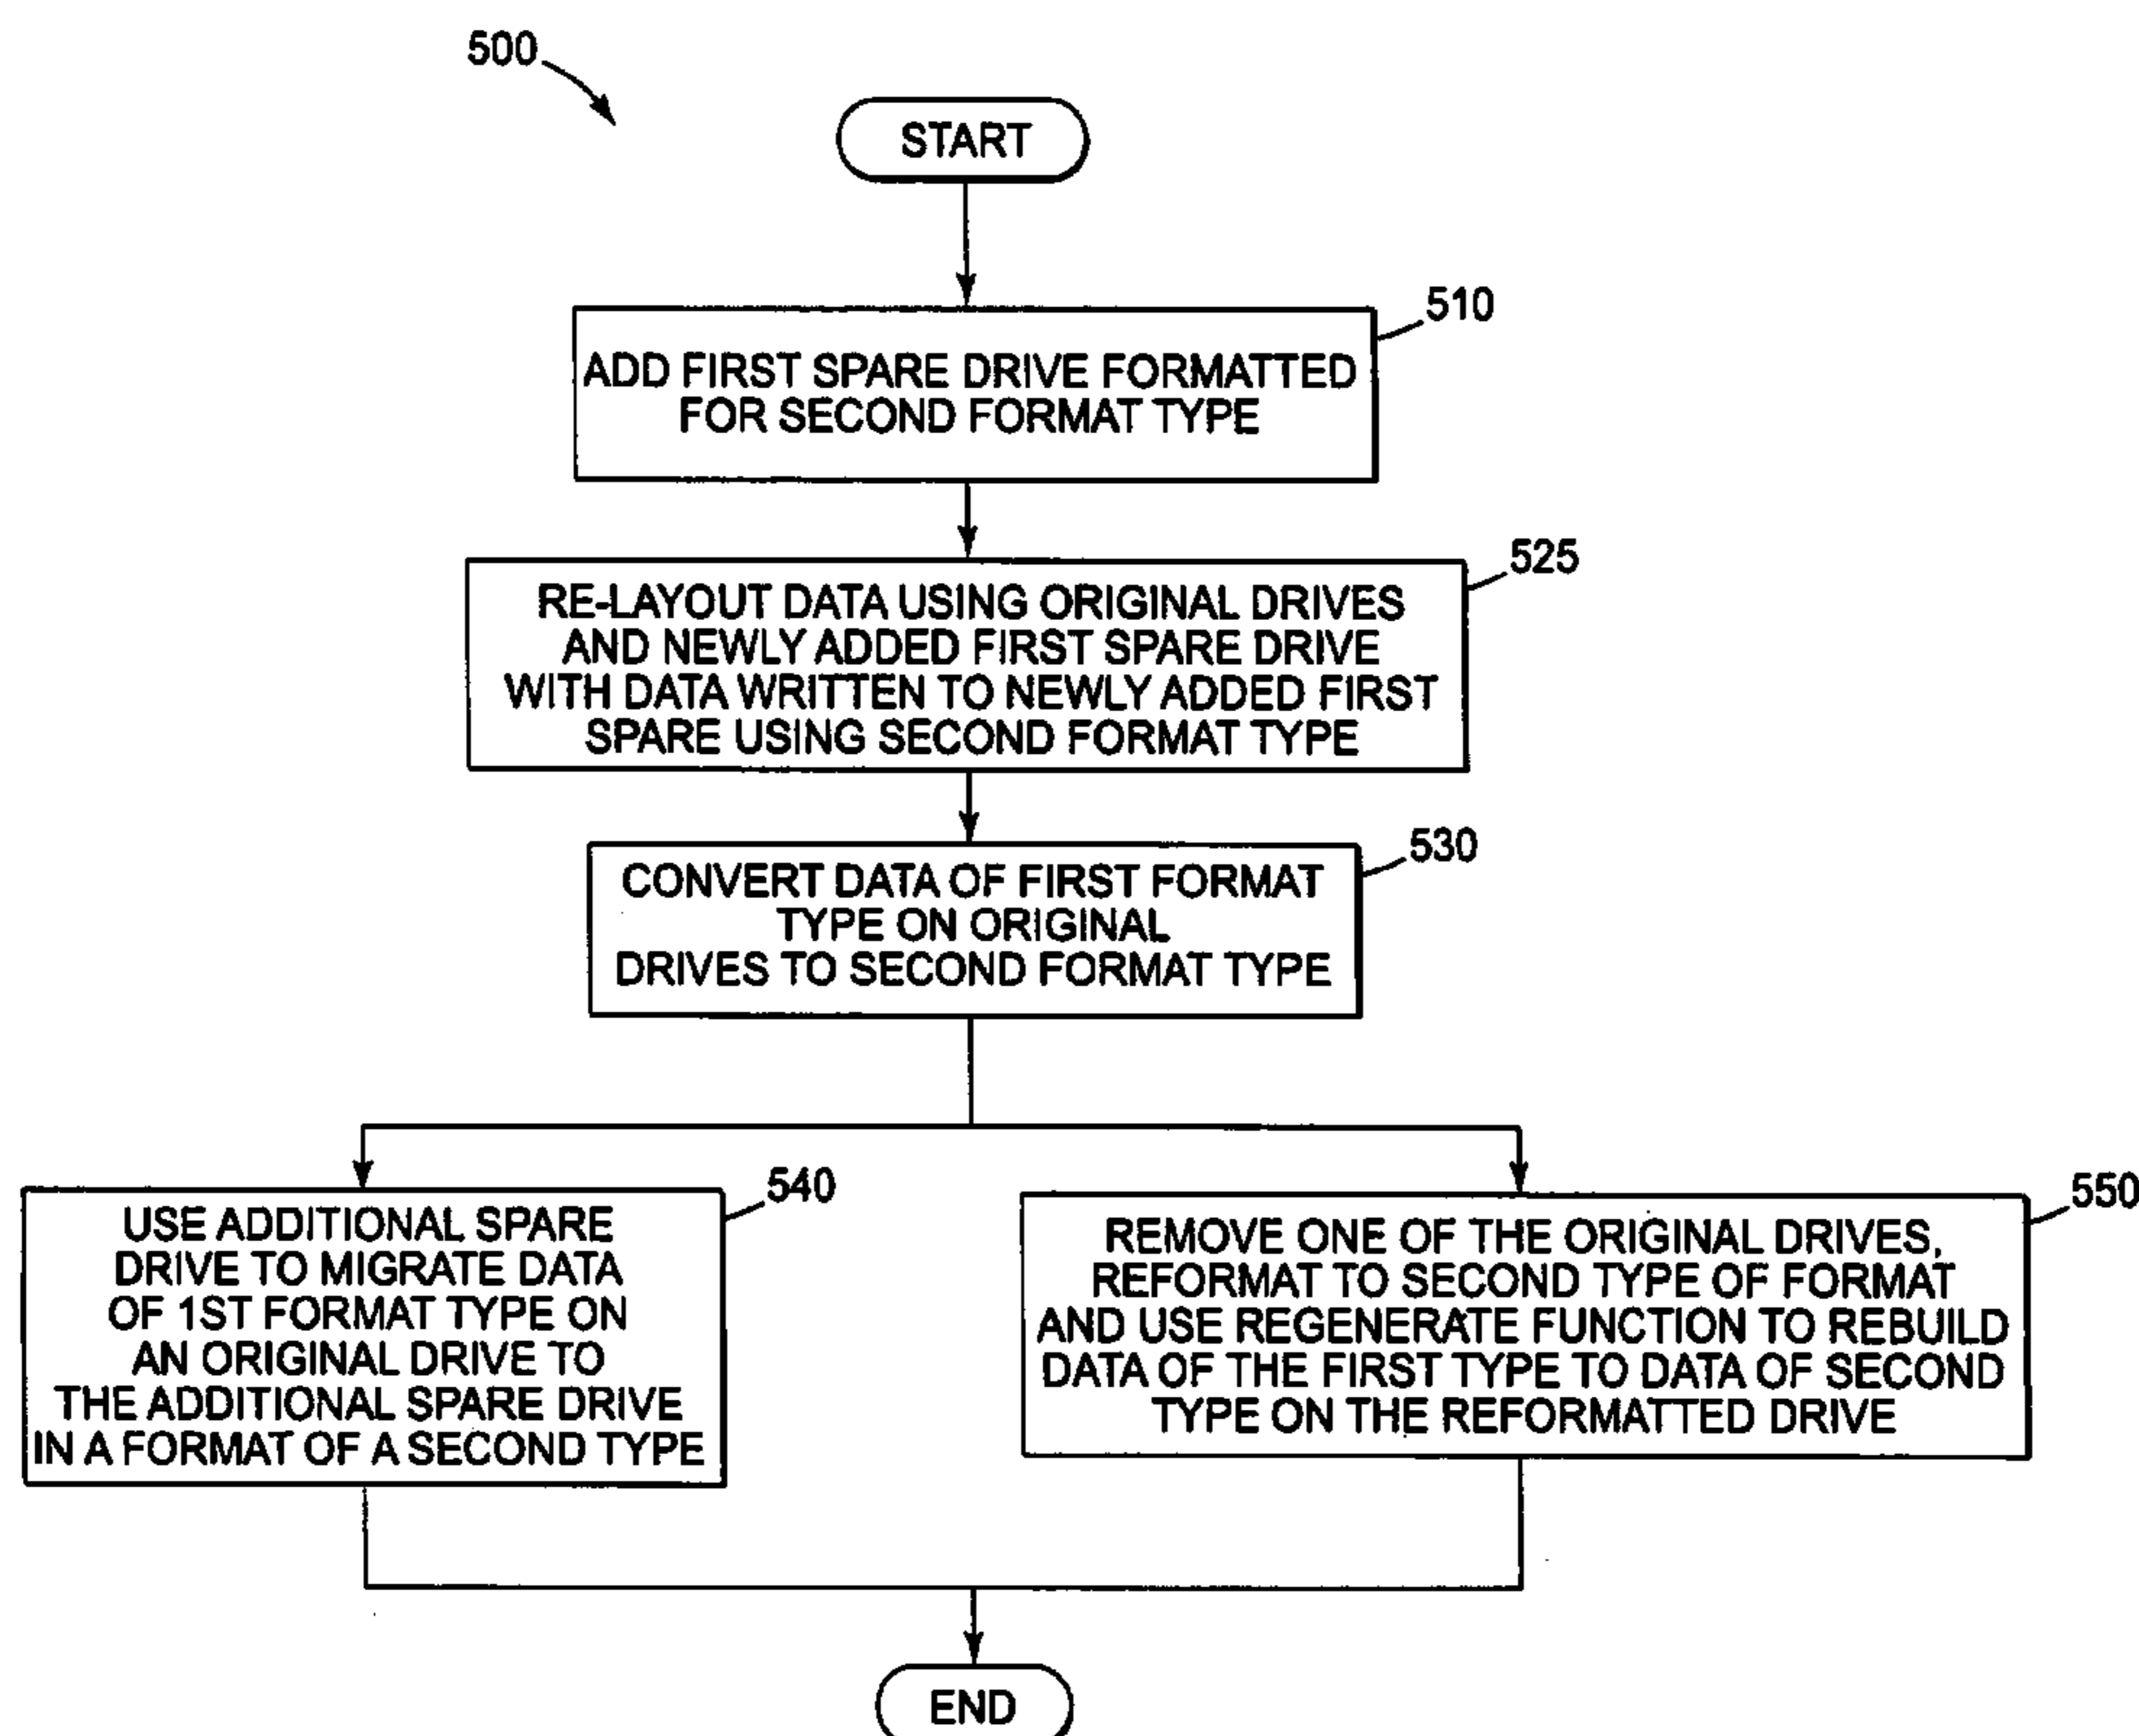 500
START
510
ADD FIRST SPARE DRIVE FORMATTED
FOR SECOND FORMAT TYPE
525
RE-LAYOUT DATA USING ORIGINAL DRIVES
AND NEWLY ADDED FIRST SPARE DRIVE
WITH DATA WRITTEN TO NEWLY ADDED FIRST
SPARE USING SECOND FORMAT TYPE
530
CONVERT DATA OF FIRST FORMAT
TYPE ON ORIGINAL
DRIVES TO SECOND FORMAT TYPE
540
USE ADDITIONAL SPARE
DRIVE TO MIGRATE DATA
OF 1ST FORMAT TYPE ON
AN ORIGINAL DRIVE TO
THE ADDITIONAL SPARE DRIVE
IN A FORMAT OF A SECOND TYPE
550
REMOVE ONE OF THE ORIGINAL DRIVES,
REFORMAT TO SECOND TYPE OF FORMAT
AND USE REGENERATE FUNCTION TO REBUILD
DATA OF THE FIRST TYPE TO DATA OF SECOND
TYPE ON THE REFORMATTED DRIVE
END